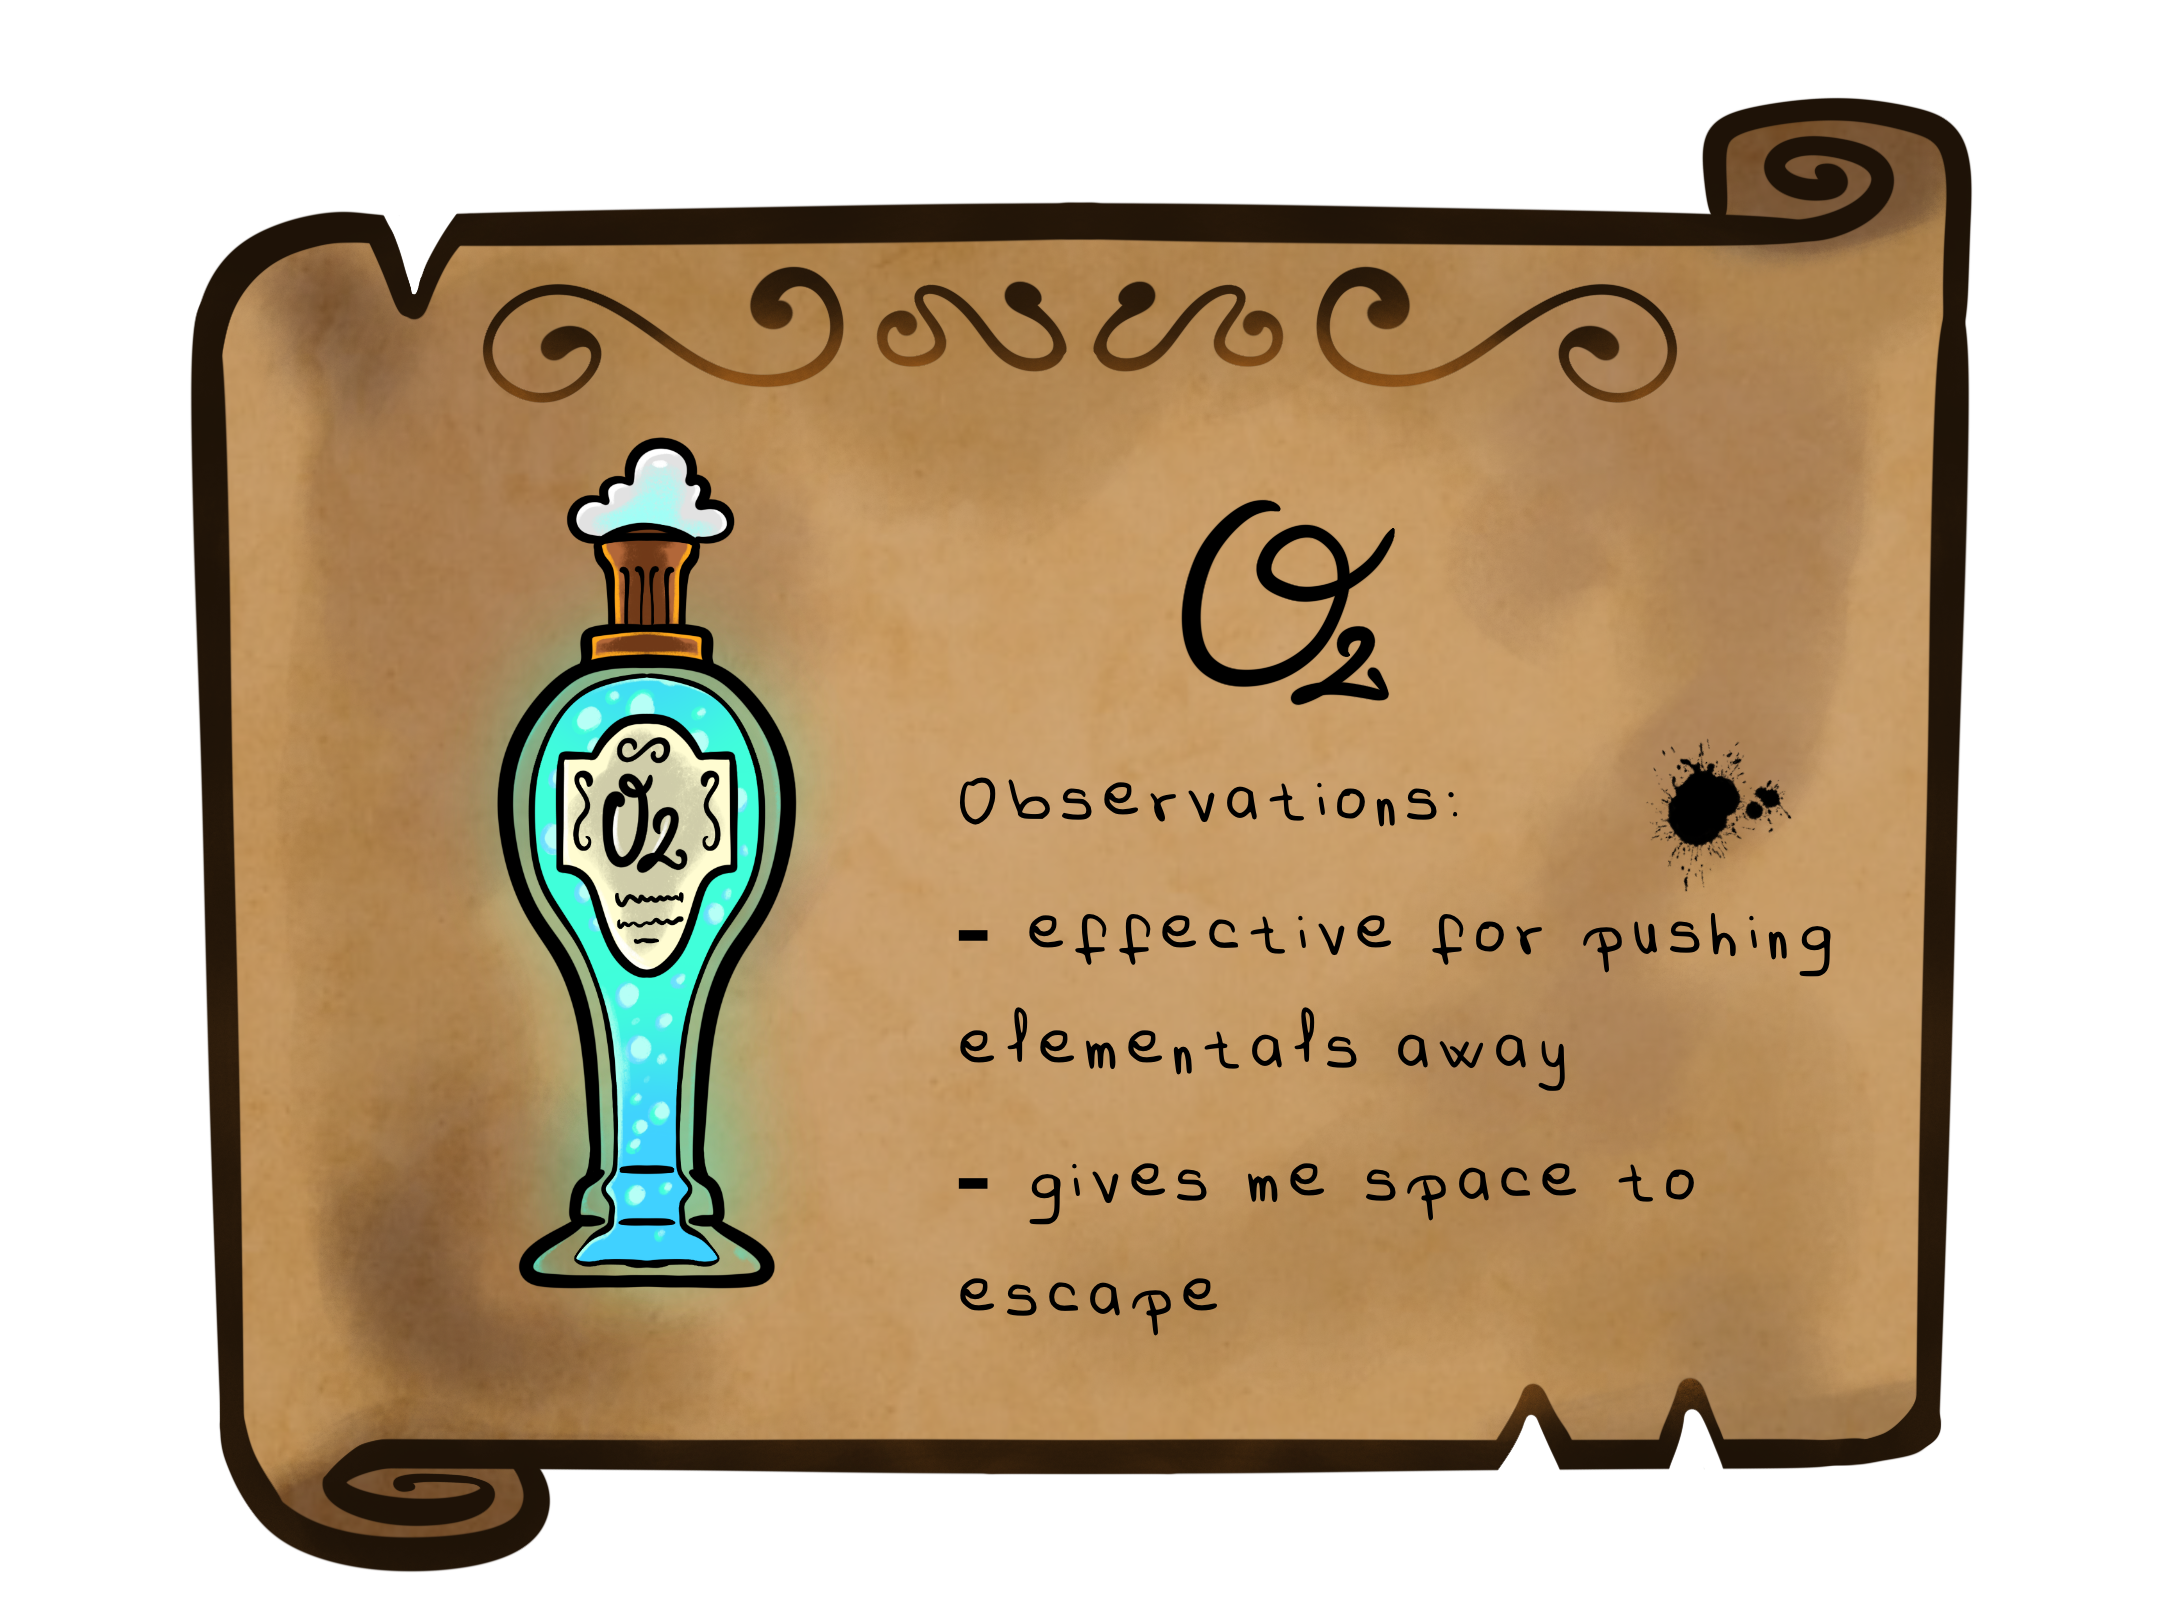 O2
O2
Observations:
- effective for pushing
elementals away
- gives me space to
escape